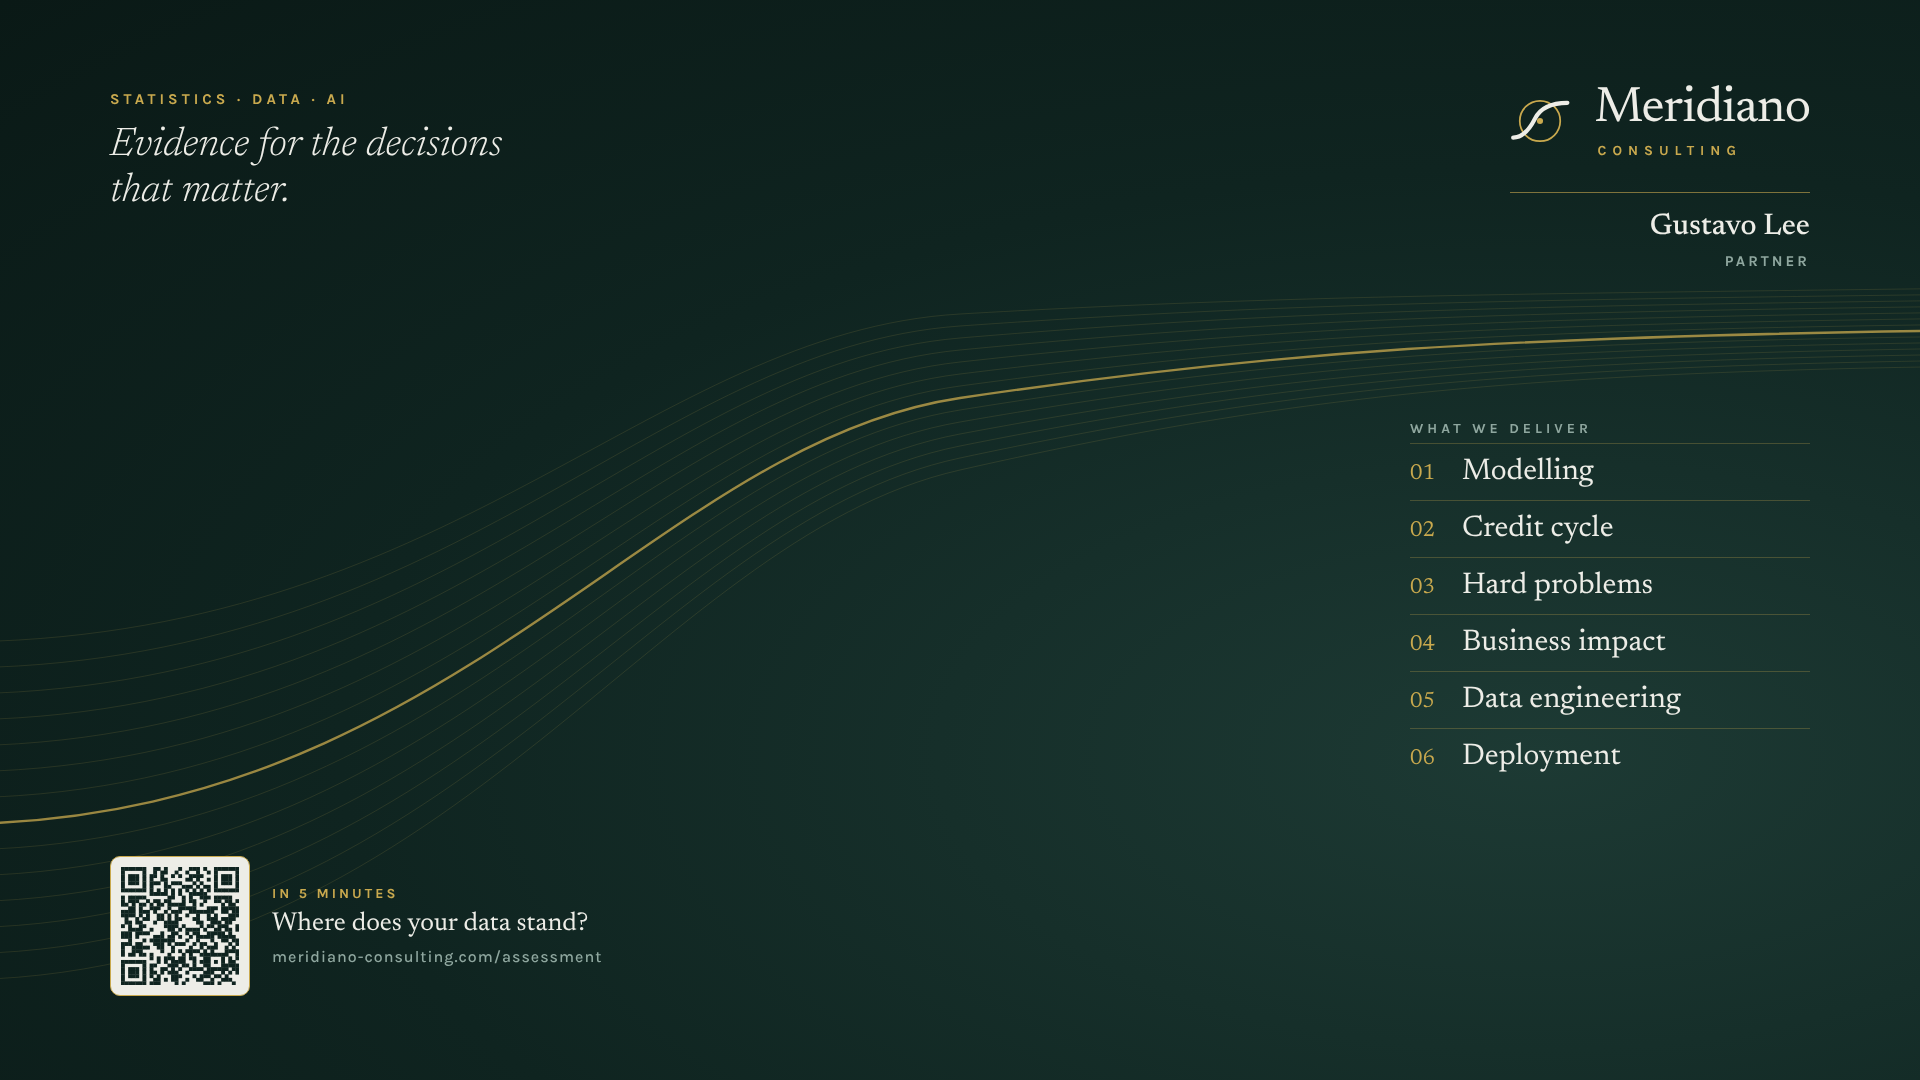 STATISTICS · DATA · AI
Evidence for the decisions
that matter.
Meridiano
CONSULTING
Gustavo Lee
PARTNER
WHAT WE DELIVER
01 Modelling
02 Credit cycle
03 Hard problems
04 Business impact
05 Data engineering
06 Deployment
IN 5 MINUTES
Where does your data stand?
meridiano-consulting.com/assessment